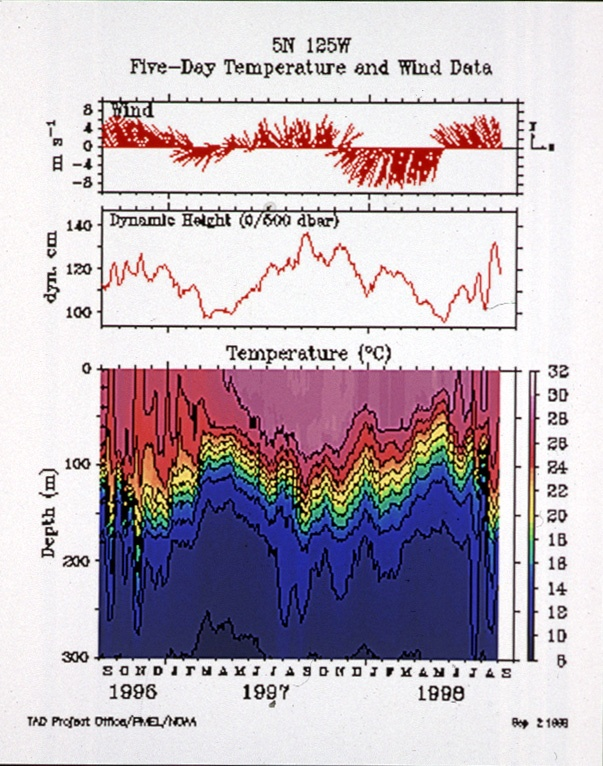 5N 125W
Five-Day Temperature and Wind Data
Wind
8
4
0
-4
-8
m s⁻¹
Dynamic Height (0/500 dbar)
140
120
100
dyn. cm
Temperature (°C)
0
100
200
300
Depth (m)
32
30
28
26
24
22
20
18
16
14
12
10
8
S O N D J F M A M J J A S O N D J F M A M J J A S
1996 1997 1998
TAO Project Office/PMEL/NOAA
Sep 2 1998